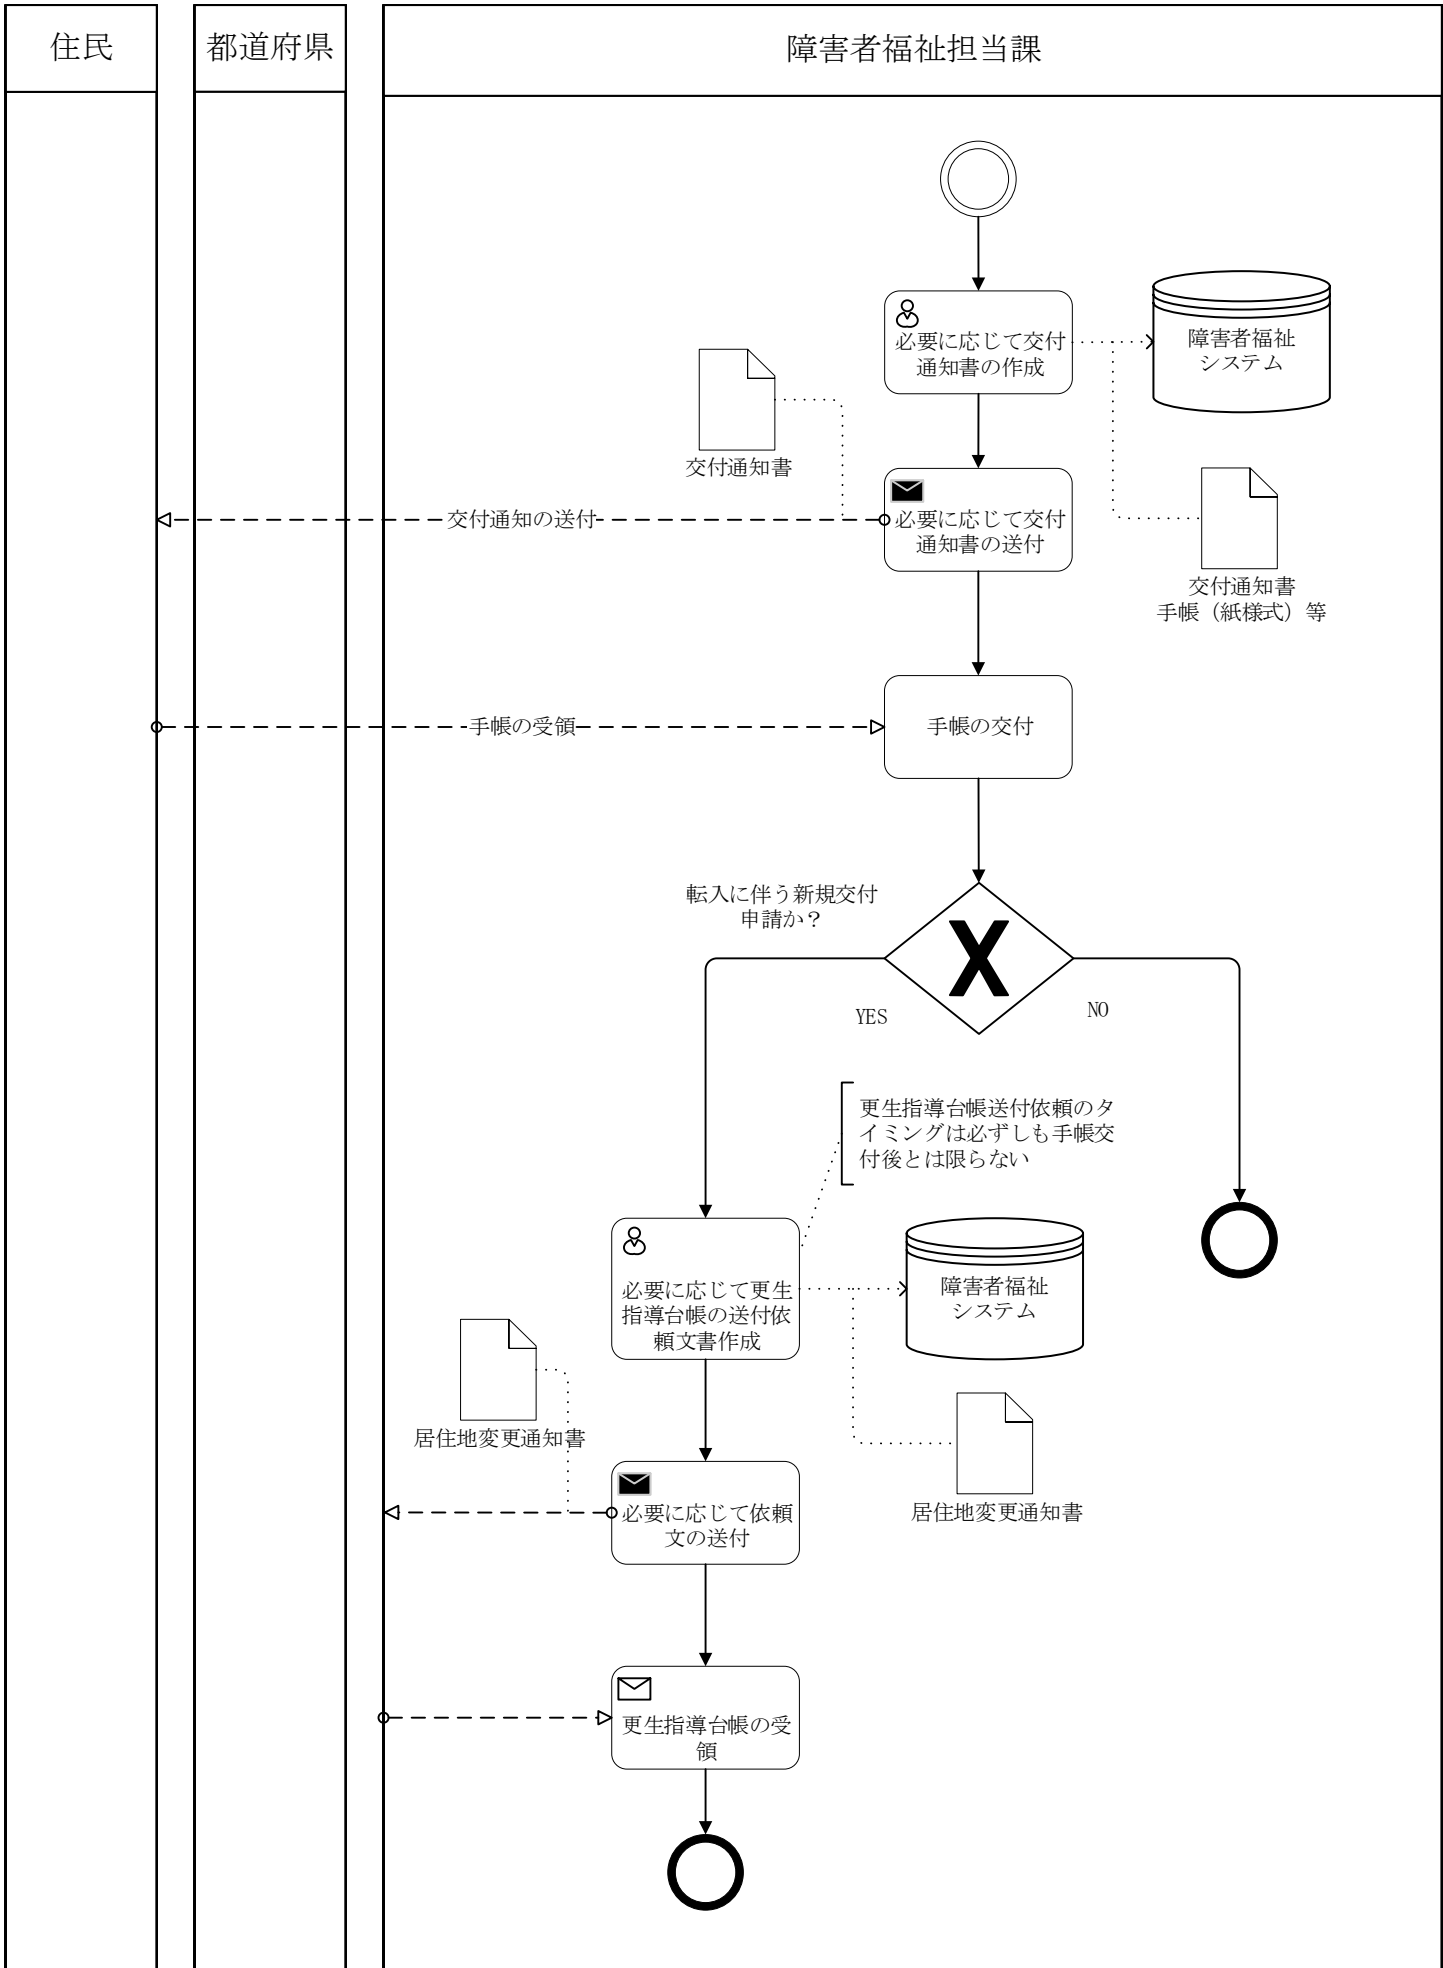 住民
都道府県
障害者福祉担当課
必要に応じて交付
通知書の作成
障害者福祉
システム
交付通知書
交付通知の送付
必要に応じて交付
通知書の送付
交付通知書
手帳（紙様式）等
手帳の受領
手帳の交付
転入に伴う新規交付
申請か？
X
YES
NO
更生指導台帳送付依頼のタ
イミングは必ずしも手帳交
付後とは限らない
必要に応じて更生
指導台帳の送付依
頼文書作成
障害者福祉
システム
居住地変更通知書
必要に応じて依頼
文の送付
居住地変更通知書
更生指導台帳の受
領